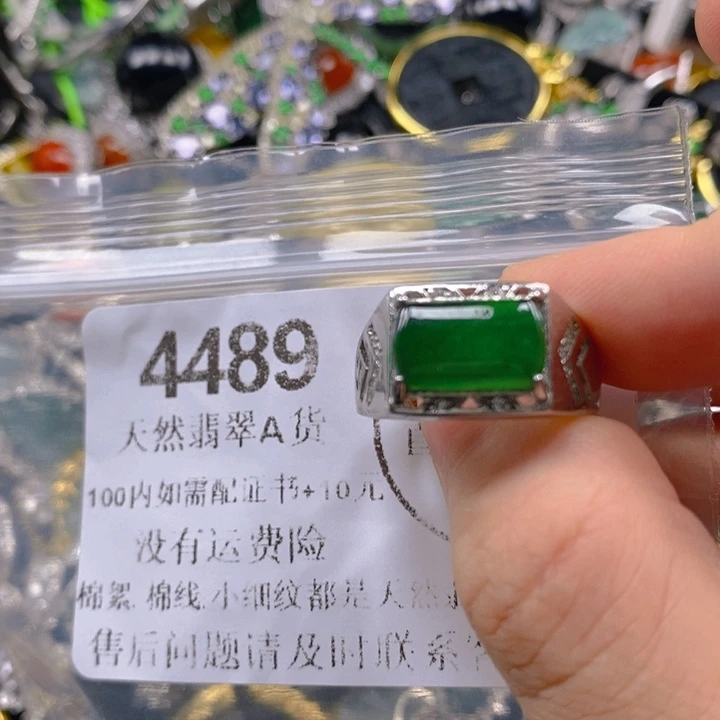 4489
天然翡翠A货
100内如需配证书+10元
没有运费险
棉絮.棉线.小细纹都是天然
售后问题请及时联系